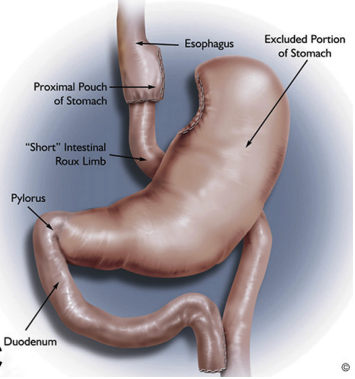 Esophagus
Excluded Portion
of Stomach
Proximal Pouch
of Stomach
“Short” Intestinal
Roux Limb
Pylorus
Duodenum
©